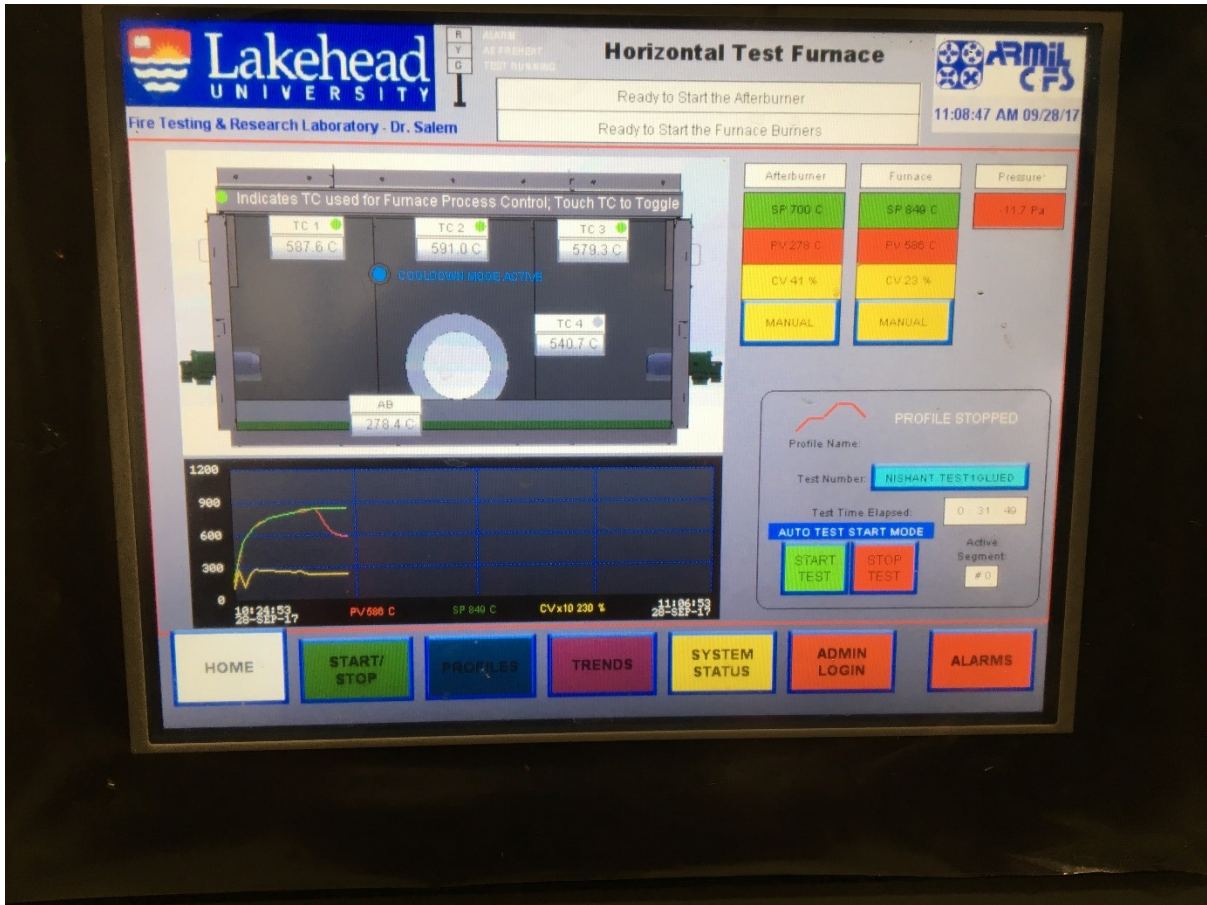 Lakehead
UNIVERSITY
Fire Testing & Research Laboratory - Dr. Salem
R ALARM
Y AB PREHEAT
G TEST RUNNING
Horizontal Test Furnace
Ready to Start the Afterburner
Ready to Start the Furnace Burners
ARMIL
CFS
11:08:47 AM 09/28/17
Indicates TC used for Furnace Process Control; Touch TC to Toggle
TC 1
587.6 C
TC 2
591.0 C
TC 3
579.3 C
COOLDOWN MODE ACTIVE
TC 4
540.7 C
AB
278.4 C
Afterburner
SP 700 C
PV 278 C
CV 41 %
MANUAL
Furnace
SP 849 C
PV 586 C
CV 23 %
MANUAL
Pressure
-11.7 Pa
PROFILE STOPPED
Profile Name:
Test Number: NISHANT TEST1GLUED
Test Time Elapsed: 0 : 31 : 49
AUTO TEST START MODE
START
TEST
STOP
TEST
Active
Segment:
# 0
1200
900
600
300
0
10:24:53
28-SEP-17
PV 586 C
SP 849 C
CVx10 230 %
11:06:53
28-SEP-17
HOME
START/
STOP
PROFILES
TRENDS
SYSTEM
STATUS
ADMIN
LOGIN
ALARMS